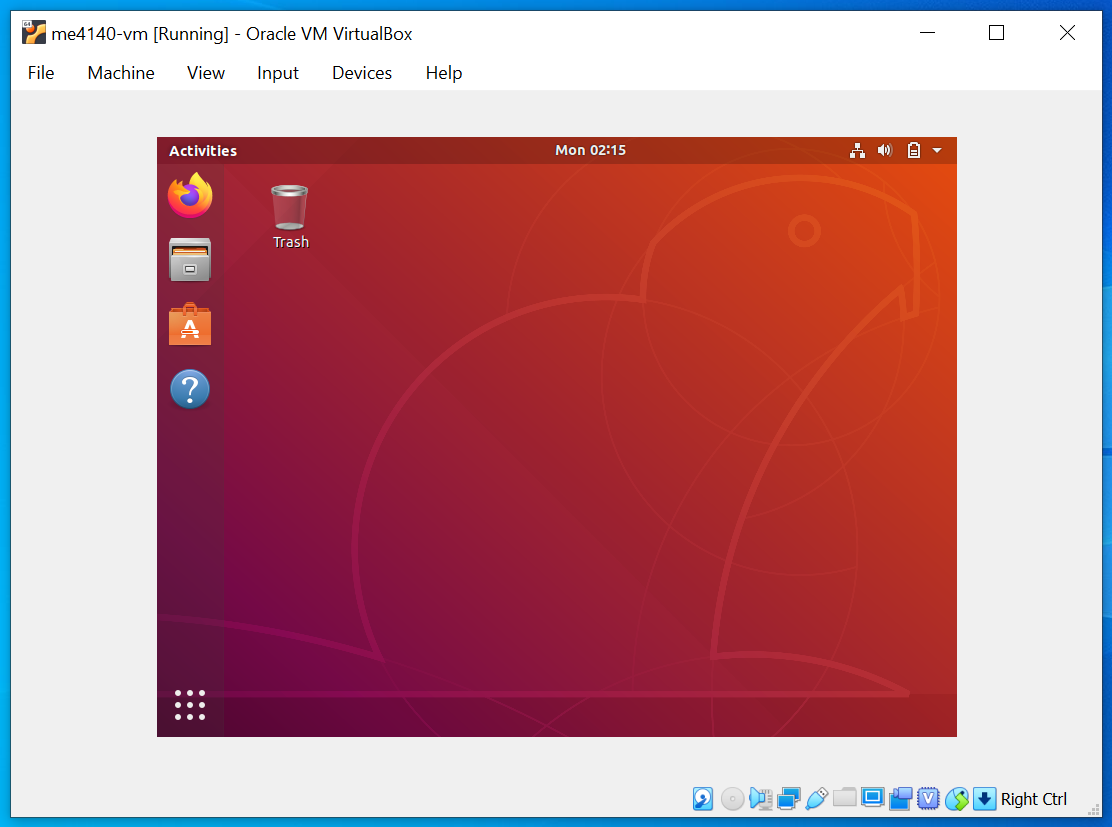 me4140-vm [Running] - Oracle VM VirtualBox
File Machine View Input Devices Help
Activities Mon 02:15
Trash
Right Ctrl